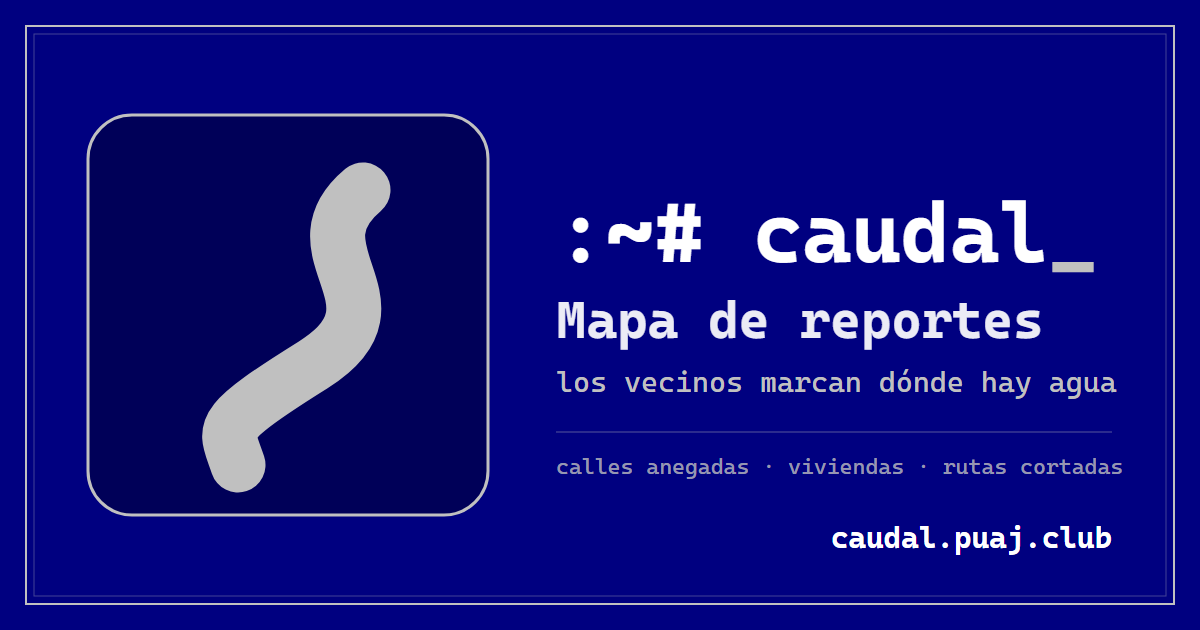 :~# caudal_
Mapa de reportes
los vecinos marcan dónde hay agua
calles anegadas · viviendas · rutas cortadas
caudal.puaj.club